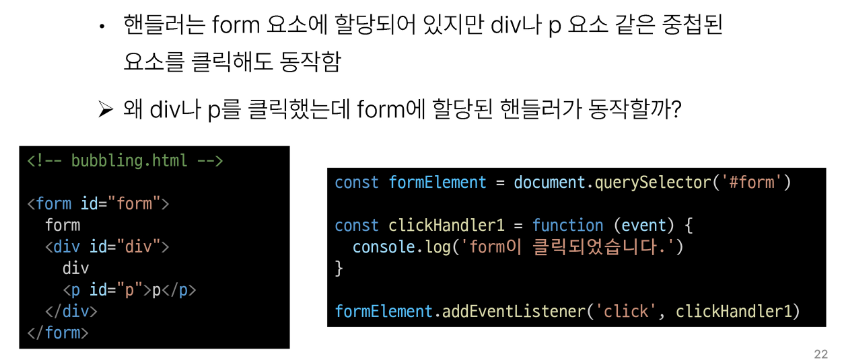 • 핸들러는 form 요소에 할당되어 있지만 div나 p 요소 같은 중첩된
요소를 클릭해도 동작함
➢ 왜 div나 p를 클릭했는데 form에 할당된 핸들러가 동작할까?
<!-- bubbling.html -->
<form id="form">
form
<div id="div">
div
<p id="p">p</p>
</div>
</form>
const formElement = document.querySelector('#form')
const clickHandler1 = function (event) {
console.log('form이 클릭되었습니다.')
}
formElement.addEventListener('click', clickHandler1)
22